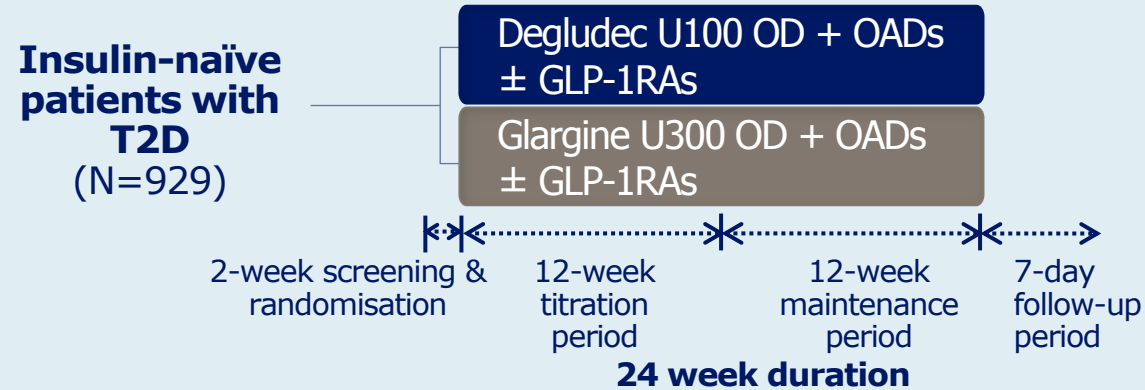 Insulin-naïve
patients with
T2D
(N=929)
Degludec U100 OD + OADs
± GLP-1RAs
Glargine U300 OD + OADs
± GLP-1RAs
2-week screening &
randomisation
12-week
titration
period
12-week
maintenance
period
7-day
follow-up
period
24 week duration